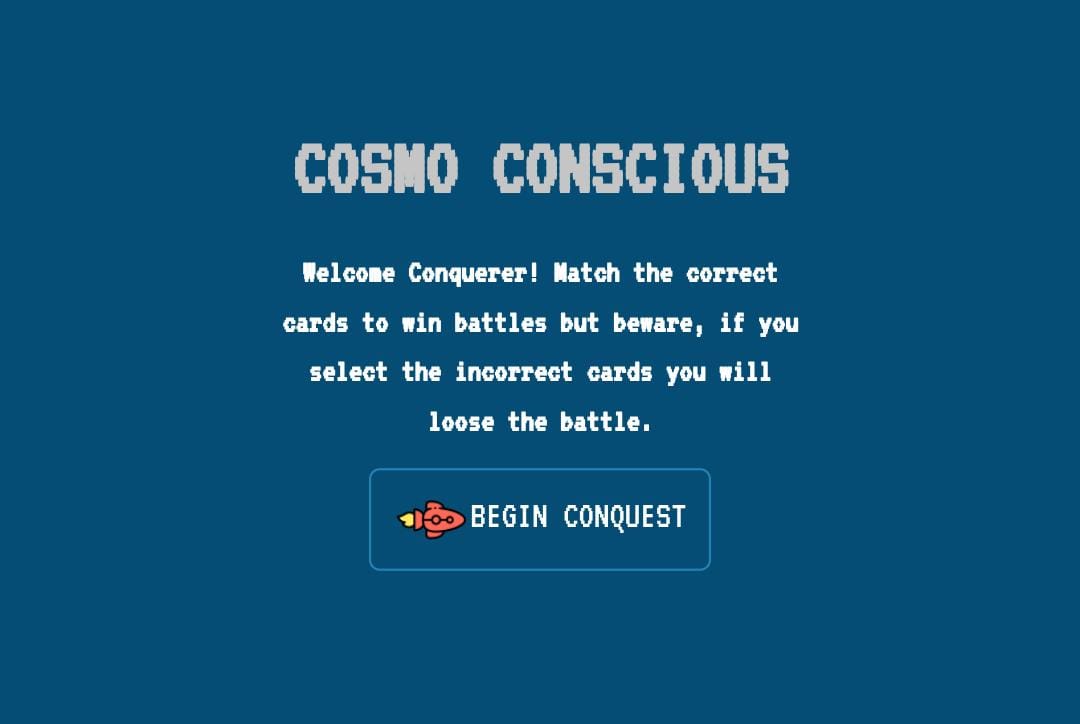 COSMO CONSCIOUS
Welcome Conquerer! Match the correct
cards to win battles but beware, if you
select the incorrect cards you will
loose the battle.
BEGIN CONQUEST